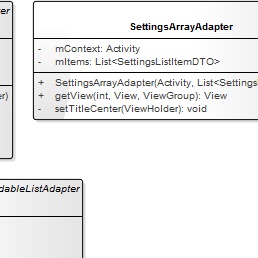 SettingsArrayAdapter
- mContext: Activity
- mItems: List<SettingsListItemDTO>
+ SettingsArrayAdapter(Activity, List<Settings
+ getView(int, View, ViewGroup): View
- setTitleCenter(ViewHolder): void
er)
dableListAdapter